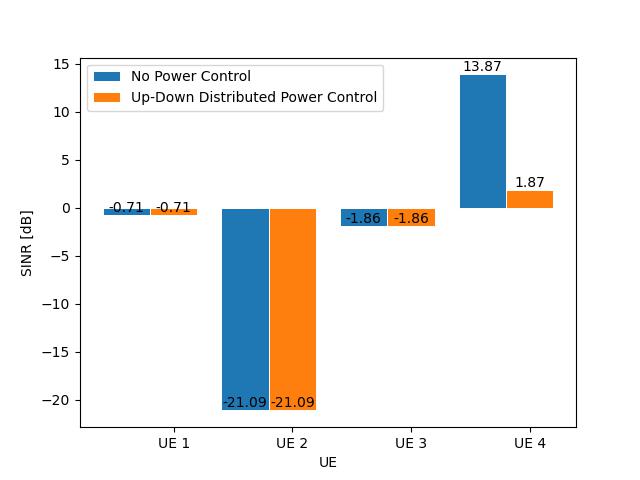 No Power Control
Up-Down Distributed Power Control
15
10
5
0
−5
−10
−15
−20
SINR [dB]
-0.71 -0.71
-21.09 -21.09
-1.86 -1.86
13.87
1.87
UE 1 UE 2 UE 3 UE 4
UE